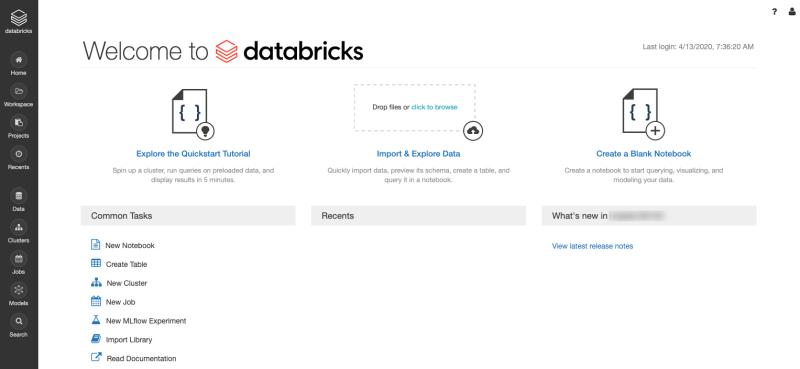 ?
databricks
Welcome to databricks
Last login: 4/13/2020, 7:36:20 AM
Home
Workspace
Projects
Recents
Data
Clusters
Jobs
Models
Search
{ }
Explore the Quickstart Tutorial
Spin up a cluster, run queries on preloaded data, and
display results in 5 minutes.
Drop files or click to browse
Import & Explore Data
Quickly import data, preview its schema, create a table, and
query it in a notebook.
{ }
Create a Blank Notebook
Create a notebook to start querying, visualizing, and
modeling your data.
Common Tasks
New Notebook
Create Table
New Cluster
New Job
New MLflow Experiment
Import Library
Read Documentation
Recents
What's new in
View latest release notes